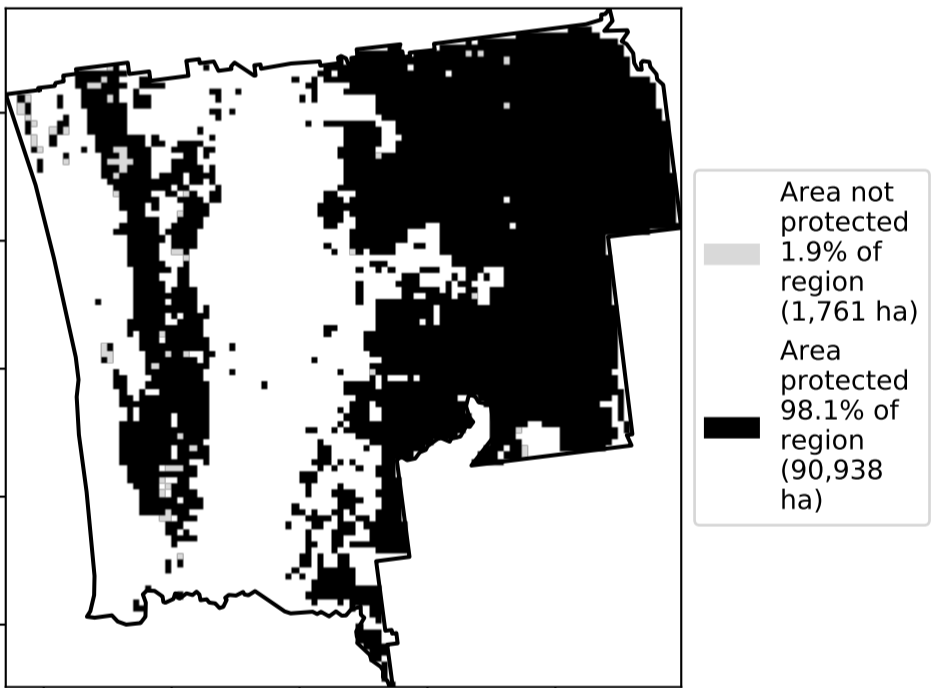 Area not
protected
1.9% of
region
(1,761 ha)
Area
protected
98.1% of
region
(90,938
ha)